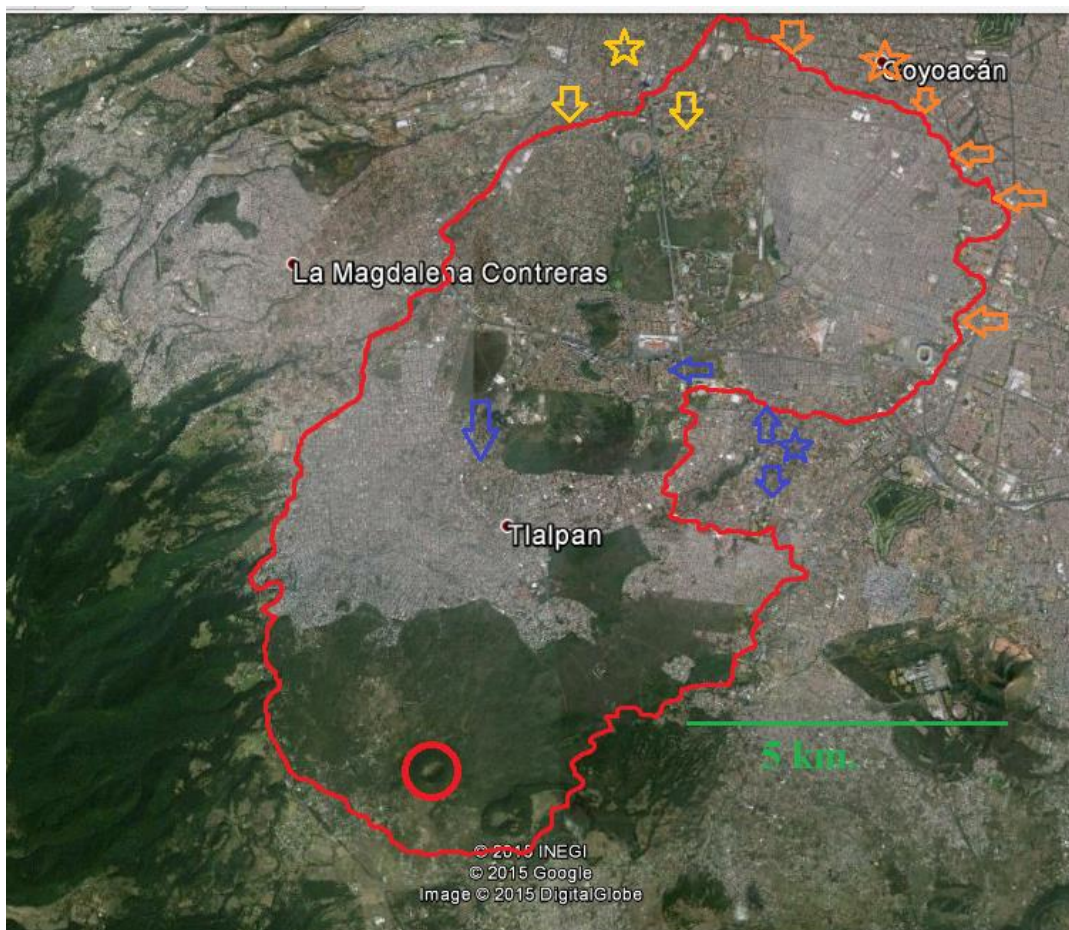 Coyoacán
La Magdalena Contreras
Tlalpan
5 km.
© 2015 INEGI
© 2015 Google
Image © 2015 DigitalGlobe